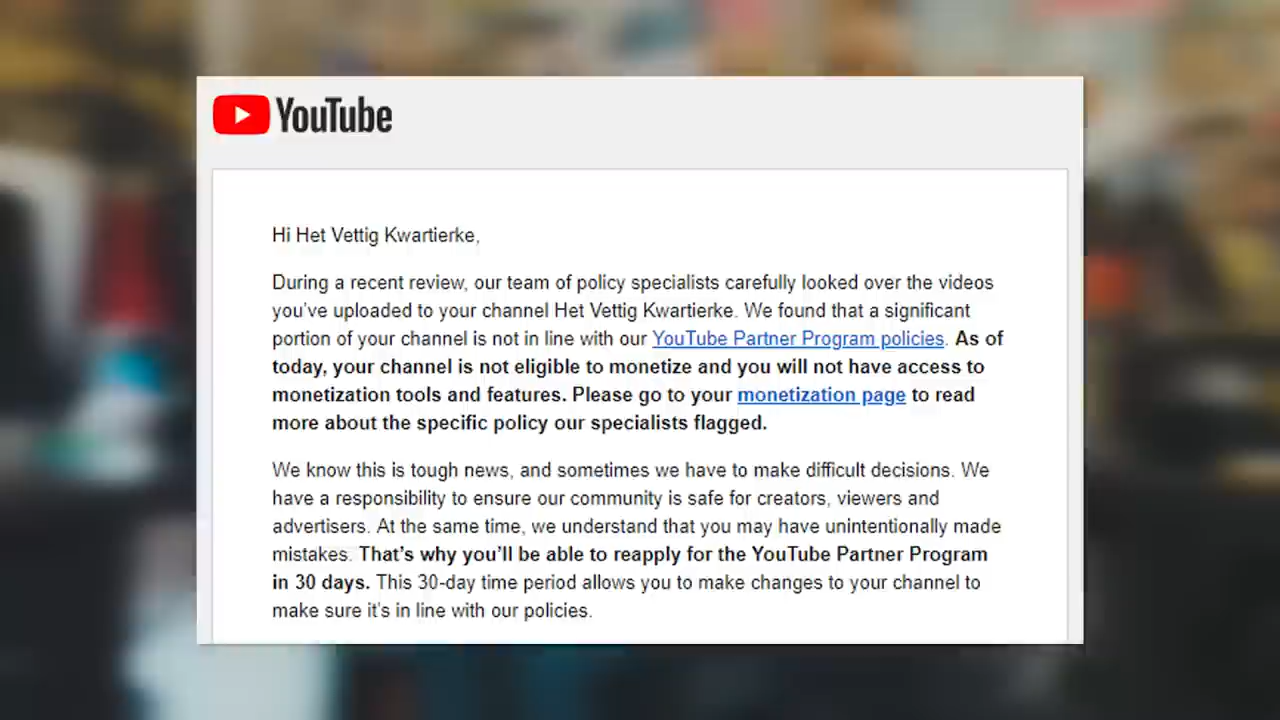 YouTube
Hi Het Vettig Kwartierke,
During a recent review, our team of policy specialists carefully looked over the videos
you've uploaded to your channel Het Vettig Kwartierke. We found that a significant
portion of your channel is not in line with our YouTube Partner Program policies. As of
today, your channel is not eligible to monetize and you will not have access to
monetization tools and features. Please go to your monetization page to read
more about the specific policy our specialists flagged.
We know this is tough news, and sometimes we have to make difficult decisions. We
have a responsibility to ensure our community is safe for creators, viewers and
advertisers. At the same time, we understand that you may have unintentionally made
mistakes. That's why you'll be able to reapply for the YouTube Partner Program
in 30 days. This 30-day time period allows you to make changes to your channel to
make sure it's in line with our policies.